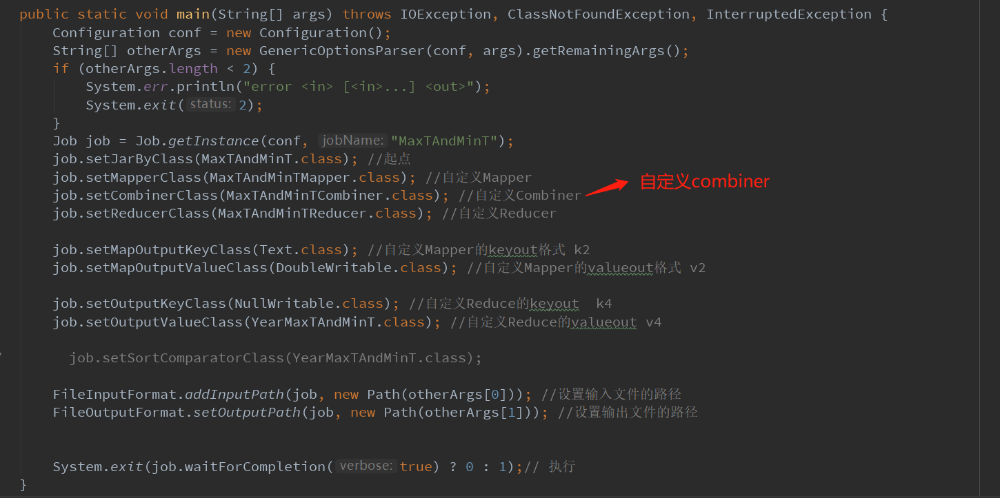 public static void main(String[] args) throws IOException, ClassNotFoundException, InterruptedException {
Configuration conf = new Configuration();
String[] otherArgs = new GenericOptionsParser(conf, args).getRemainingArgs();
if (otherArgs.length < 2) {
System.err.println("error <in> [<in>...] <out>");
System.exit( status: 2);
}
Job job = Job.getInstance(conf, jobName: "MaxTAndMinT");
job.setJarByClass(MaxTAndMinT.class); //起点
job.setMapperClass(MaxTAndMinTMapper.class); //自定义Mapper
自定义combiner
job.setCombinerClass(MaxTAndMinTCombiner.class); //自定义Combiner
job.setReducerClass(MaxTAndMinTReducer.class); //自定义Reducer
job.setMapOutputKeyClass(Text.class); //自定义Mapper的keyout格式 k2
job.setMapOutputValueClass(DoubleWritable.class); //自定义Mapper的valueout格式 v2
job.setOutputKeyClass(NullWritable.class); //自定义Reduce的keyout  k4
job.setOutputValueClass(YearMaxTAndMinT.class); //自定义Reduce的valueout v4
job.setSortComparatorClass(YearMaxTAndMinT.class);
FileInputFormat.addInputPath(job, new Path(otherArgs[0])); //设置输入文件的路径
FileOutputFormat.setOutputPath(job, new Path(otherArgs[1])); //设置输出文件的路径
System.exit(job.waitForCompletion( verbose: true) ? 0 : 1);// 执行
}